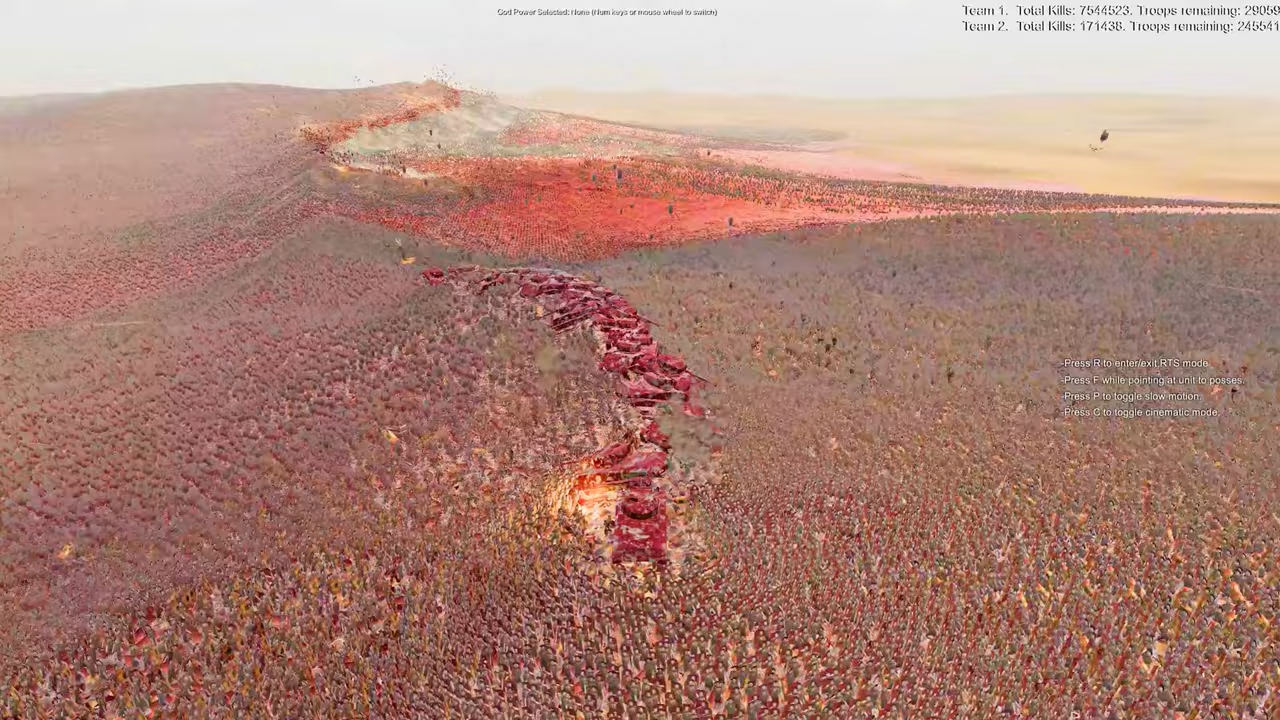 God Power Selected: None (Num keys or mouse wheel to switch)
Team 1. Total Kills: 7544523. Troops remaining: 29059
Team 2. Total Kills: 171438. Troops remaining: 245541
-Press R to enter/exit RTS mode.
-Press F while pointing at unit to posses.
-Press P to toggle slow motion.
-Press C to toggle cinematic mode.